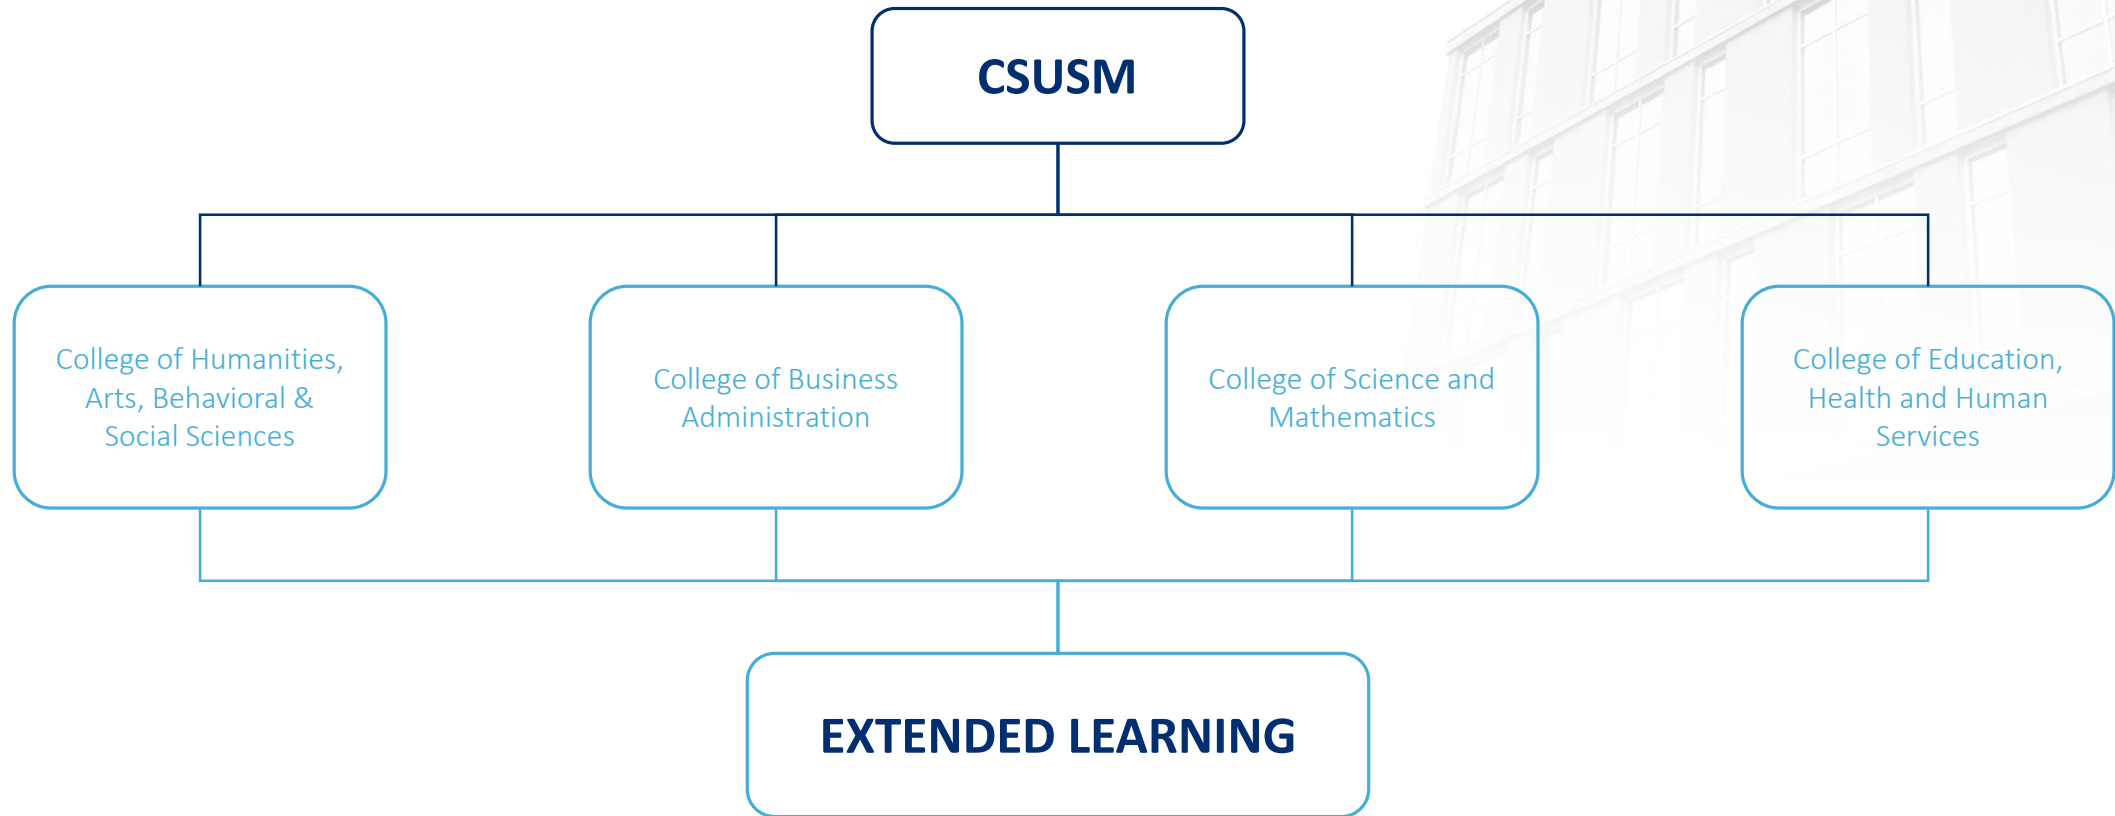 CSUSM
College of Humanities,
Arts, Behavioral &
Social Sciences
College of Business
Administration
College of Science and
Mathematics
College of Education,
Health and Human
Services
EXTENDED LEARNING